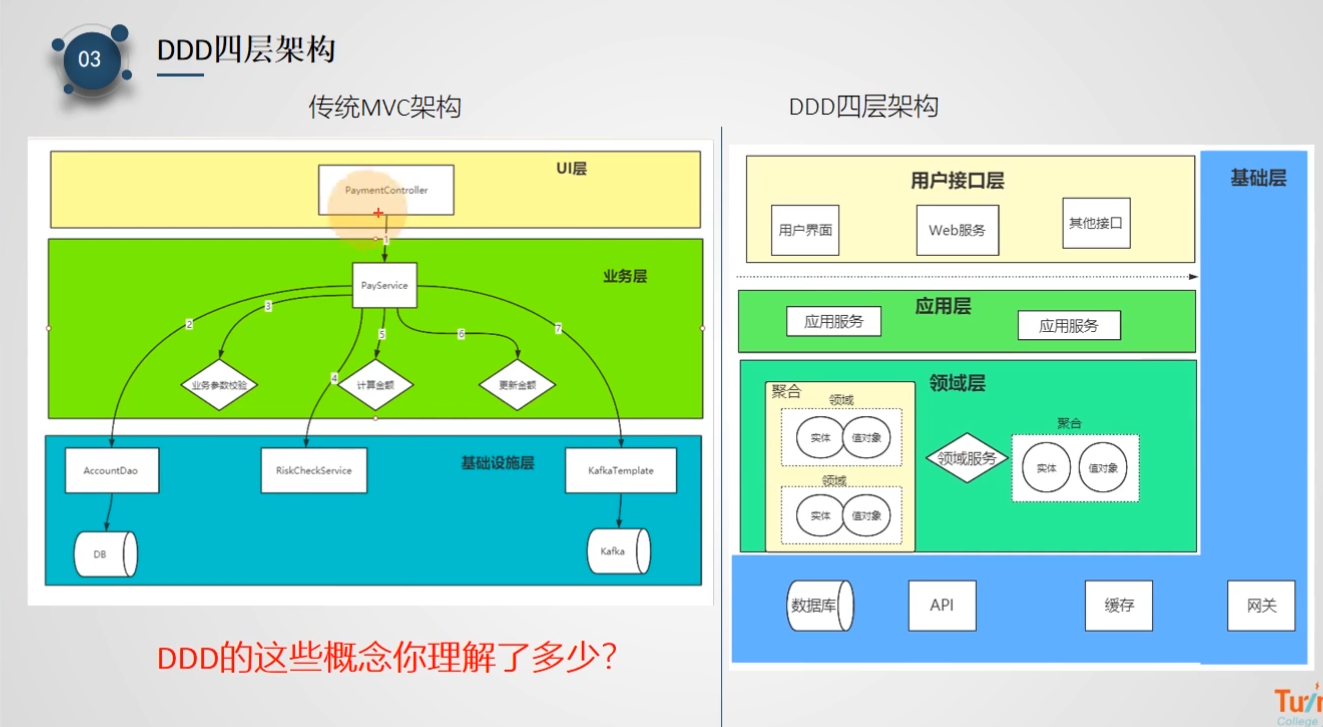 03
DDD四层架构
传统MVC架构
UI层
PaymentController
1
业务层
PayService
2
3
4
5
6
7
业务参数校验
计算金额
更新金额
基础设施层
AccountDao
RiskCheckService
KafkaTemplate
DB
Kafka
DDD的这些概念你理解了多少?
DDD四层架构
用户接口层
用户界面
Web服务
其他接口
基础层
应用层
应用服务
应用服务
领域层
聚合
领域
实体
值对象
领域
实体
值对象
领域服务
聚合
实体
值对象
数据库
API
缓存
网关
College